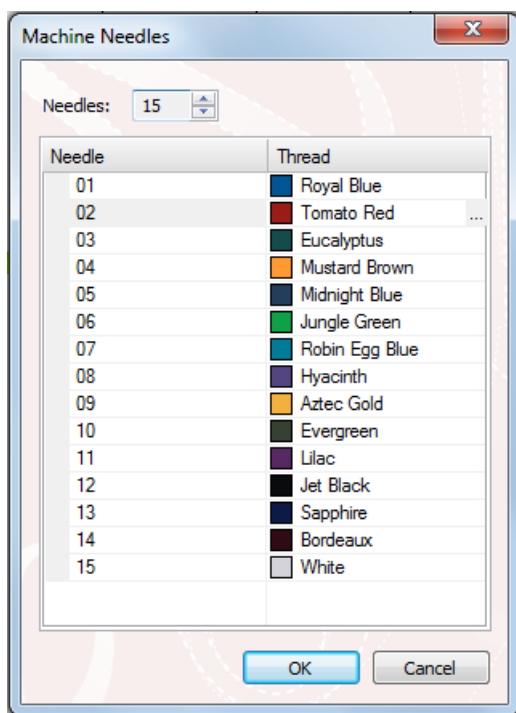 Machine Needles
Needles: 15
Needle Thread
01 Royal Blue
02 Tomato Red ...
03 Eucalyptus
04 Mustard Brown
05 Midnight Blue
06 Jungle Green
07 Robin Egg Blue
08 Hyacinth
09 Aztec Gold
10 Evergreen
11 Lilac
12 Jet Black
13 Sapphire
14 Bordeaux
15 White
OK Cancel